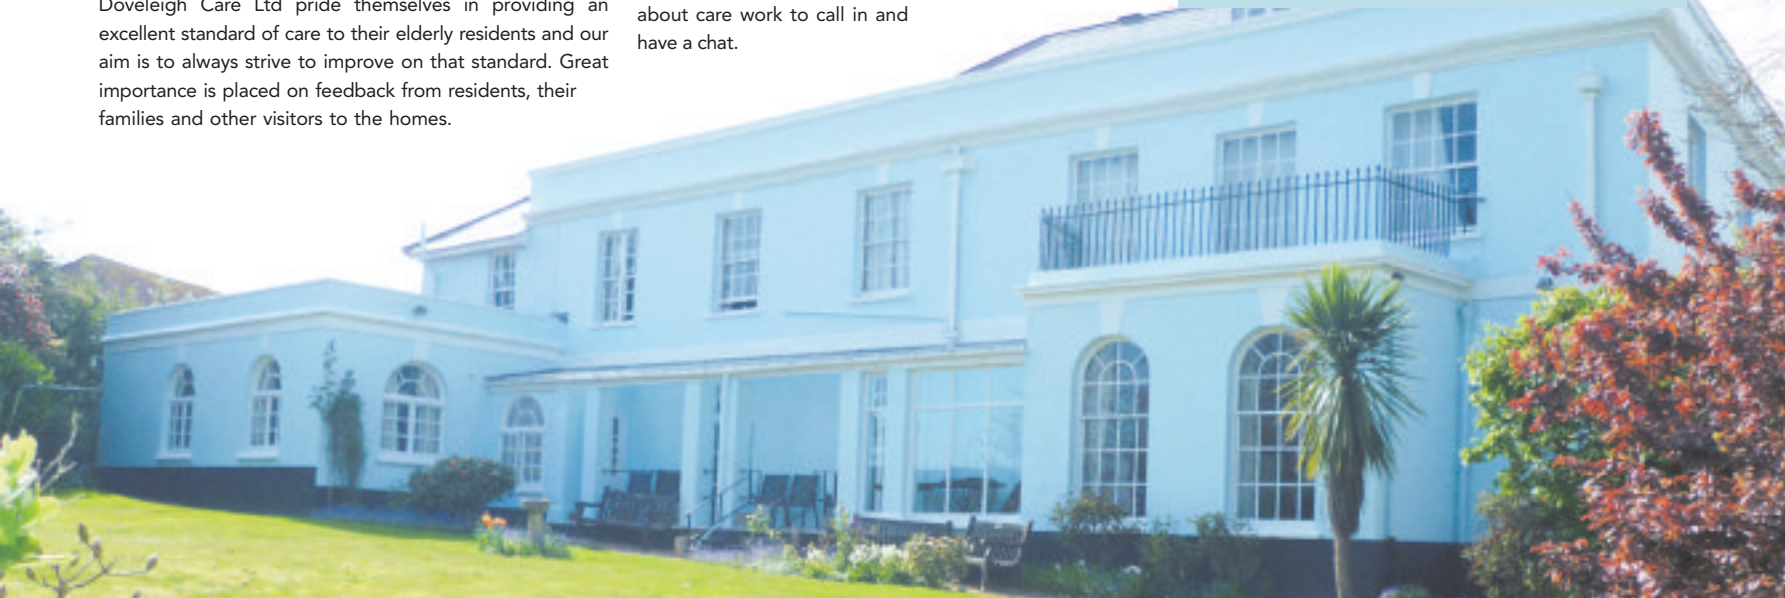 Doveleigh Care Ltd pride themselves in providing an
excellent standard of care to their elderly residents and our
aim is to always strive to improve on that standard. Great
importance is placed on feedback from residents, their
families and other visitors to the homes.
about care work to call in and
have a chat.